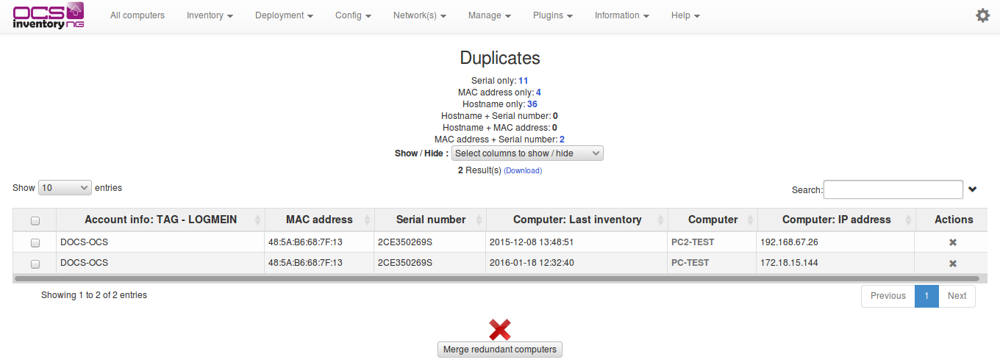 OCS inventory NG All computers Inventory Deployment Config Network(s) Manage Plugins Information Help
Duplicates
Serial only: 11
MAC address only: 4
Hostname only: 36
Hostname + Serial number: 0
Hostname + MAC address: 0
MAC address + Serial number: 2
Show / Hide : Select columns to show / hide
2 Result(s) (Download)
Show 10 entries Search:
Account info: TAG - LOGMEIN MAC address Serial number Computer: Last inventory Computer Computer: IP address Actions
DOCS-OCS 48:5A:B6:68:7F:13 2CE350269S 2015-12-08 13:48:51 PC2-TEST 192.168.67.26
DOCS-OCS 48:5A:B6:68:7F:13 2CE350269S 2016-01-18 12:32:40 PC-TEST 172.18.15.144
Showing 1 to 2 of 2 entries Previous 1 Next
Merge redundant computers